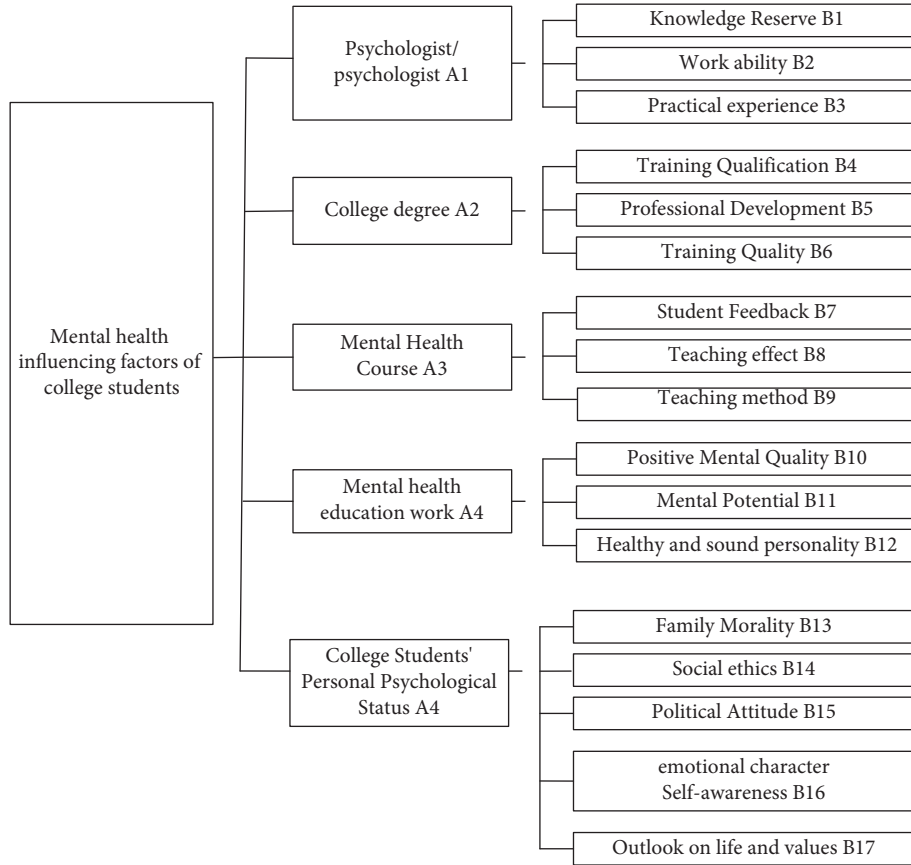 Mental health
influencing factors of
college students
Psychologist/
psychologist A1
Knowledge Reserve B1
Work ability B2
Practical experience B3
College degree A2
Training Qualification B4
Professional Development B5
Training Quality B6
Mental Health
Course A3
Student Feedback B7
Teaching effect B8
Teaching method B9
Mental health
education work A4
Positive Mental Quality B10
Mental Potential B11
Healthy and sound personality B12
College Students'
Personal Psychological
Status A4
Family Morality B13
Social ethics B14
Political Attitude B15
emotional character
Self-awareness B16
Outlook on life and values B17